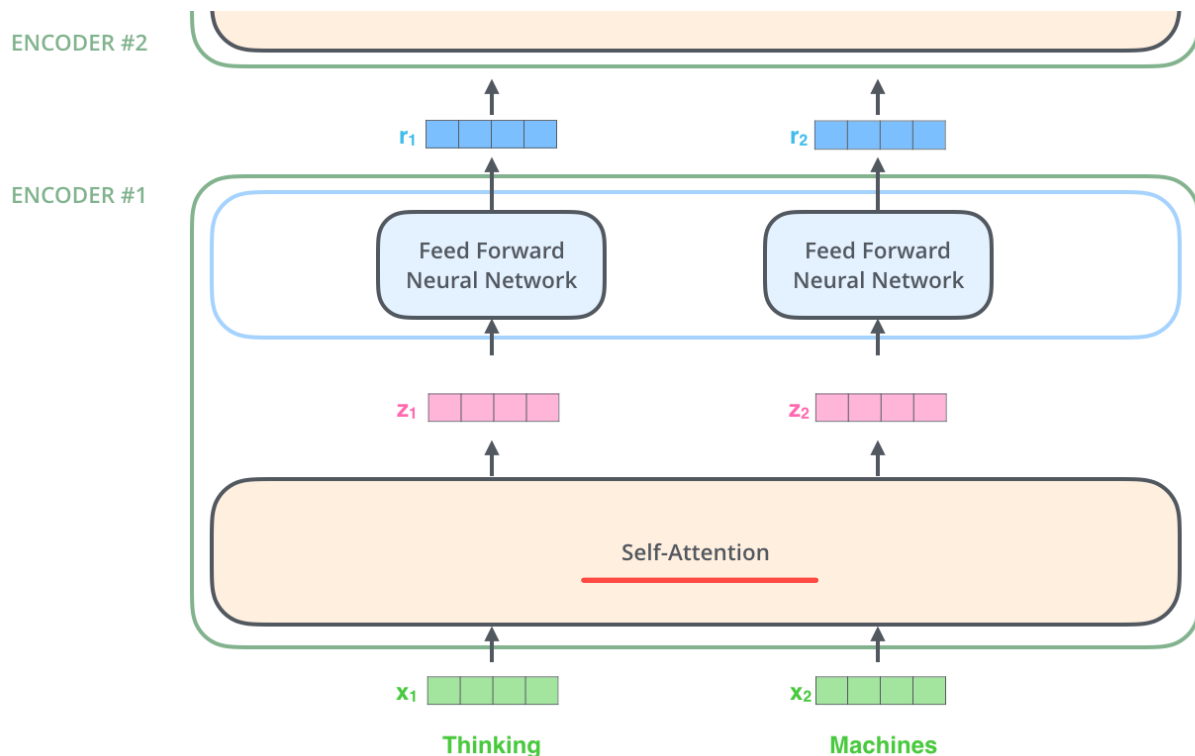 ENCODER #2
r₁
r₂
ENCODER #1
Feed Forward
Neural Network
Feed Forward
Neural Network
z₁
z₂
Self-Attention
x₁
x₂
Thinking
Machines